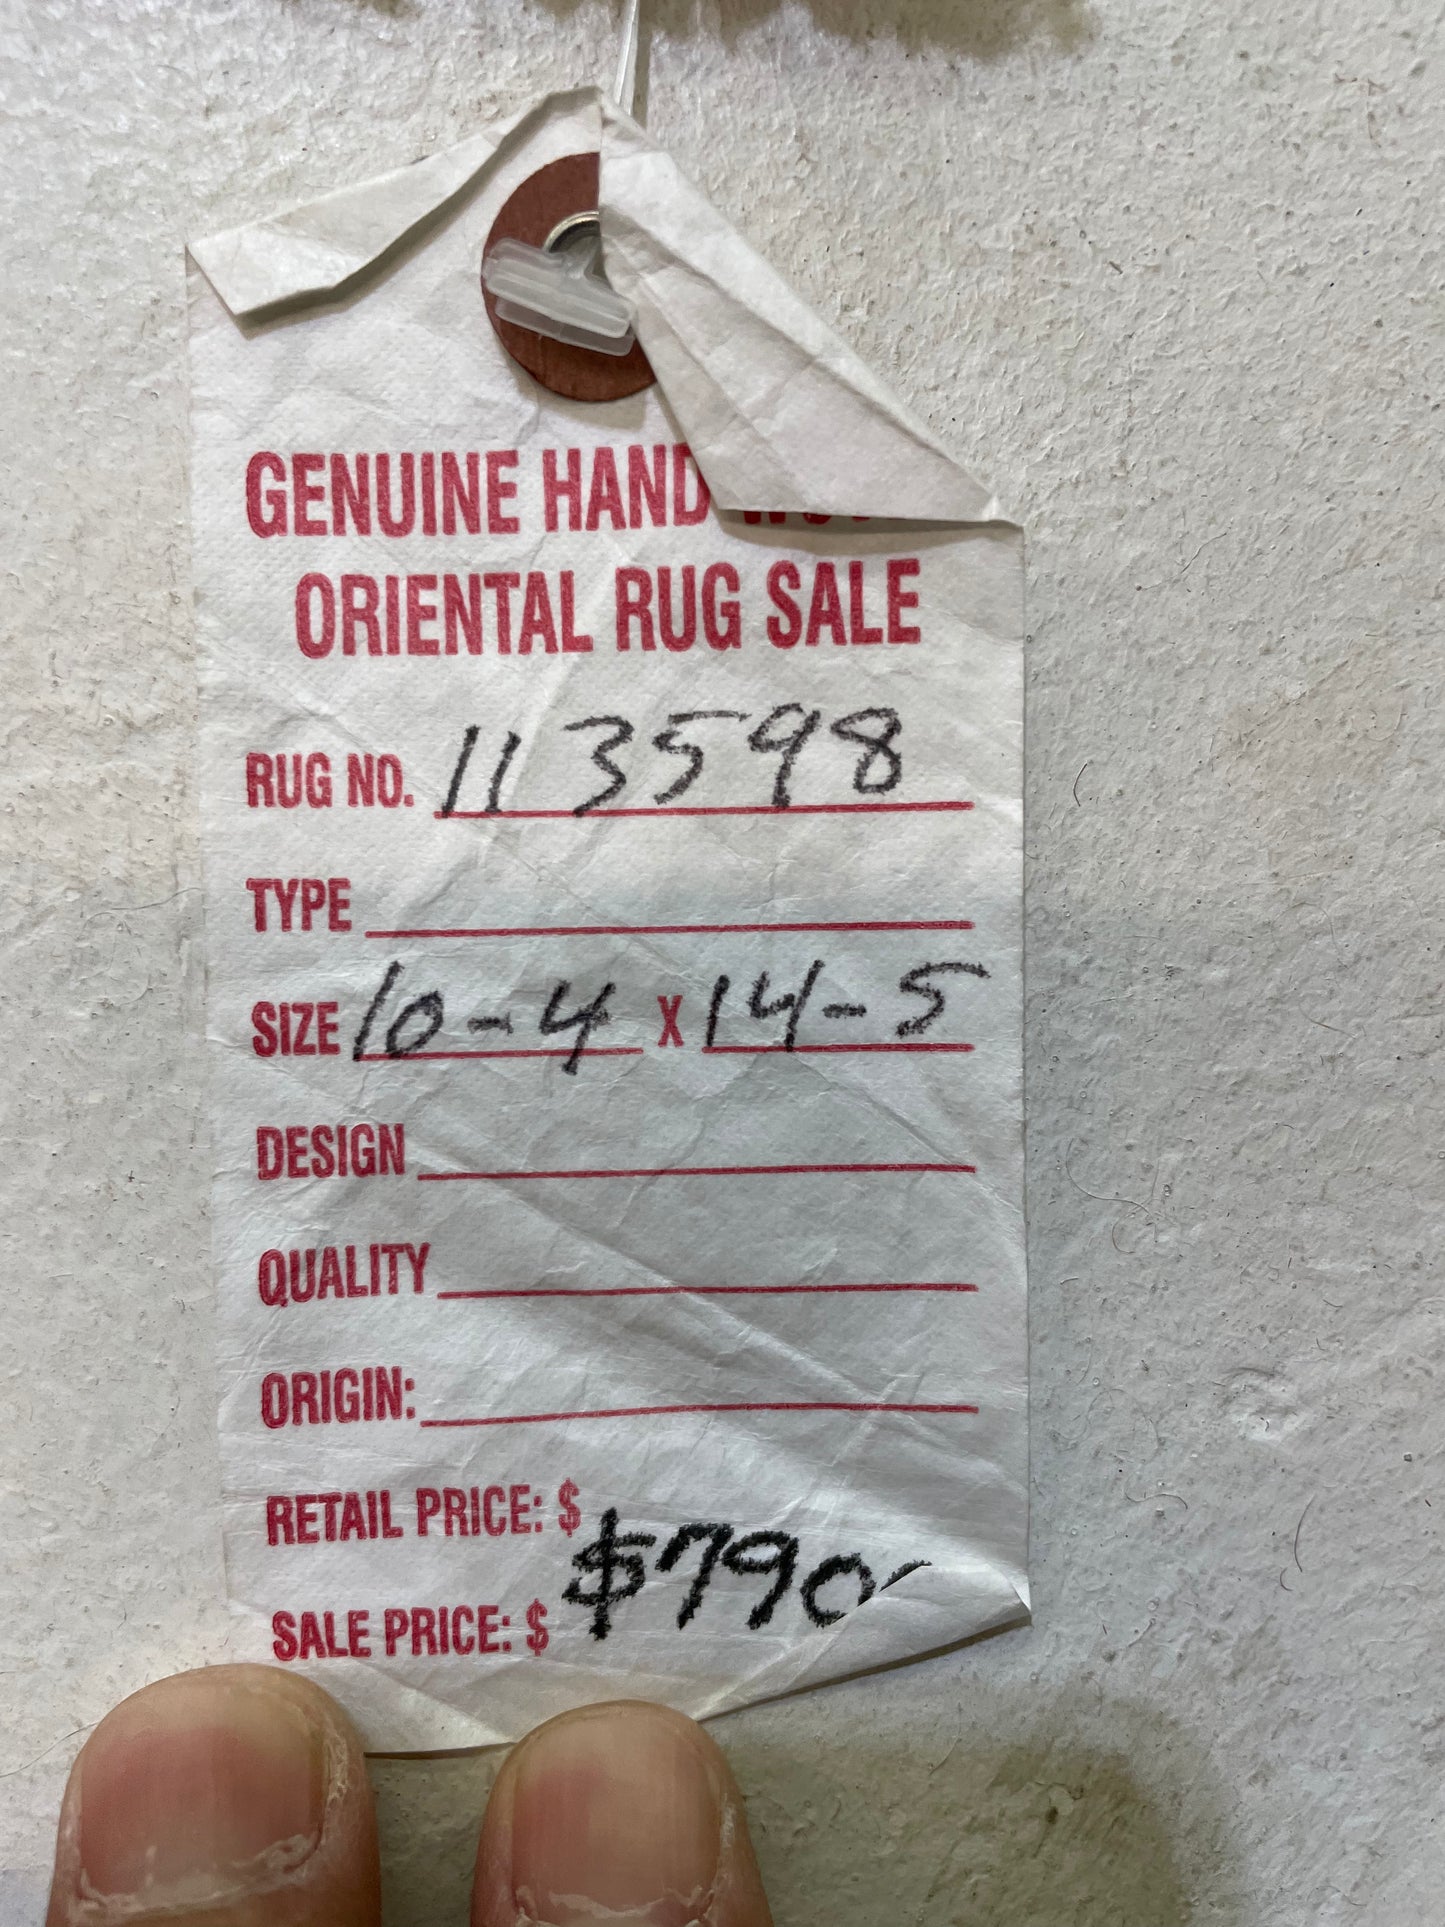 GENUINE HAND
ORIENTAL RUG SALE
RUG NO. 113598
TYPE
SIZE 10-4 X 14-5
DESIGN
QUALITY
ORIGIN:
RETAIL PRICE: $
$790
SALE PRICE: $